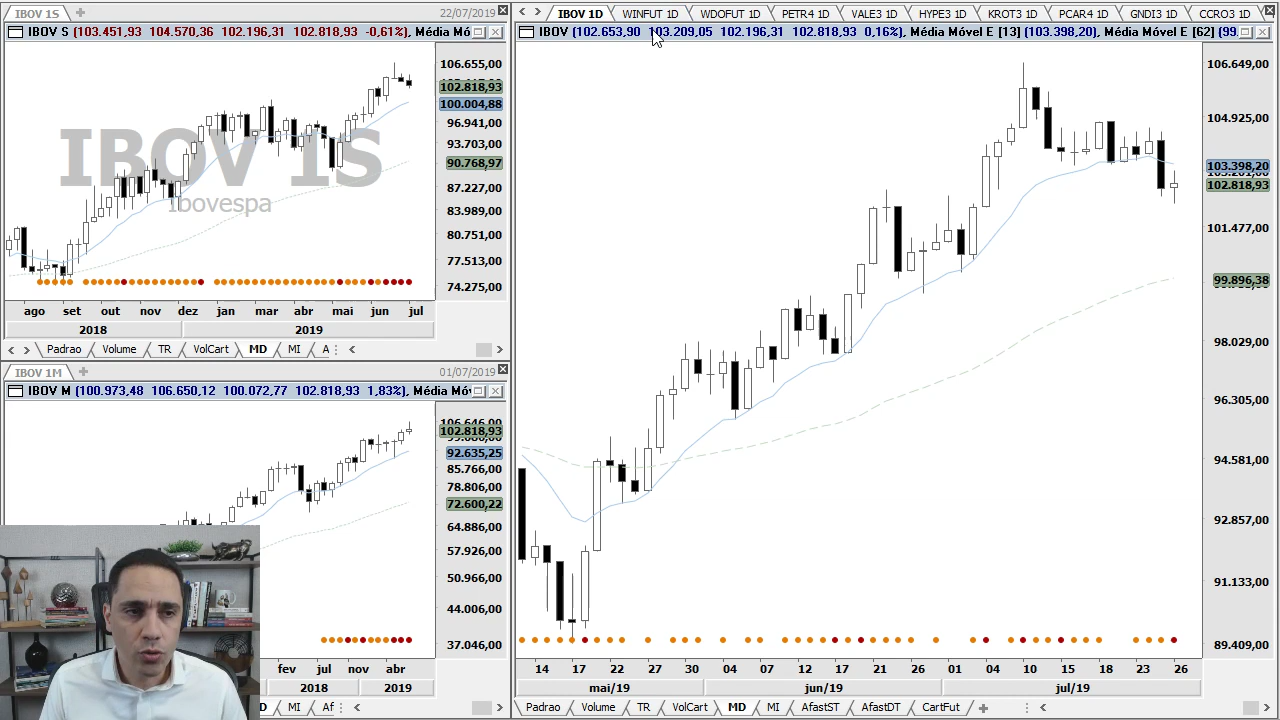 IBOV 1S
22/07/2019
IBOV S (103.451,93 104.570,36 102.196,31 102.818,93 -0,61%), Média Mó
106.655,00
102.818,93
100.004,88
96.941,00
93.703,00
90.768,97
87.227,00
83.989,00
80.751,00
77.513,00
74.275,00
IBOV 1S
Ibovespa
ago set out nov dez jan mar abr mai jun jul
2018 2019
Padrao Volume TR VolCart MD MI A
IBOV 1M
01/07/2019
IBOV M (100.973,48 106.650,12 100.072,77 102.818,93 1,83%), Média Mó
106.646,00
102.818,93
92.635,25
85.766,00
78.806,00
72.600,22
64.886,00
57.926,00
50.966,00
44.006,00
37.046,00
fev jul nov abr
2018 2019
D MI Af
IBOV 1D WINFUT 1D WDOFUT 1D PETR4 1D VALE3 1D HYPE3 1D KROT3 1D PCAR4 1D GNDI3 1D CCRO3 1D
IBOV (102.653,90 103.209,05 102.196,31 102.818,93 0,16%), Média Móvel E [13] (103.398,20), Média Móvel E [62] (99.
106.649,00
104.925,00
103.398,20
102.818,93
101.477,00
99.896,38
98.029,00
96.305,00
94.581,00
92.857,00
91.133,00
89.409,00
14 17 22 27 30 04 07 12 17 21 26 01 04 10 15 18 23 26
mai/19 jun/19 jul/19
Padrao Volume TR VolCart MD MI AfastST AfastDT CartFut